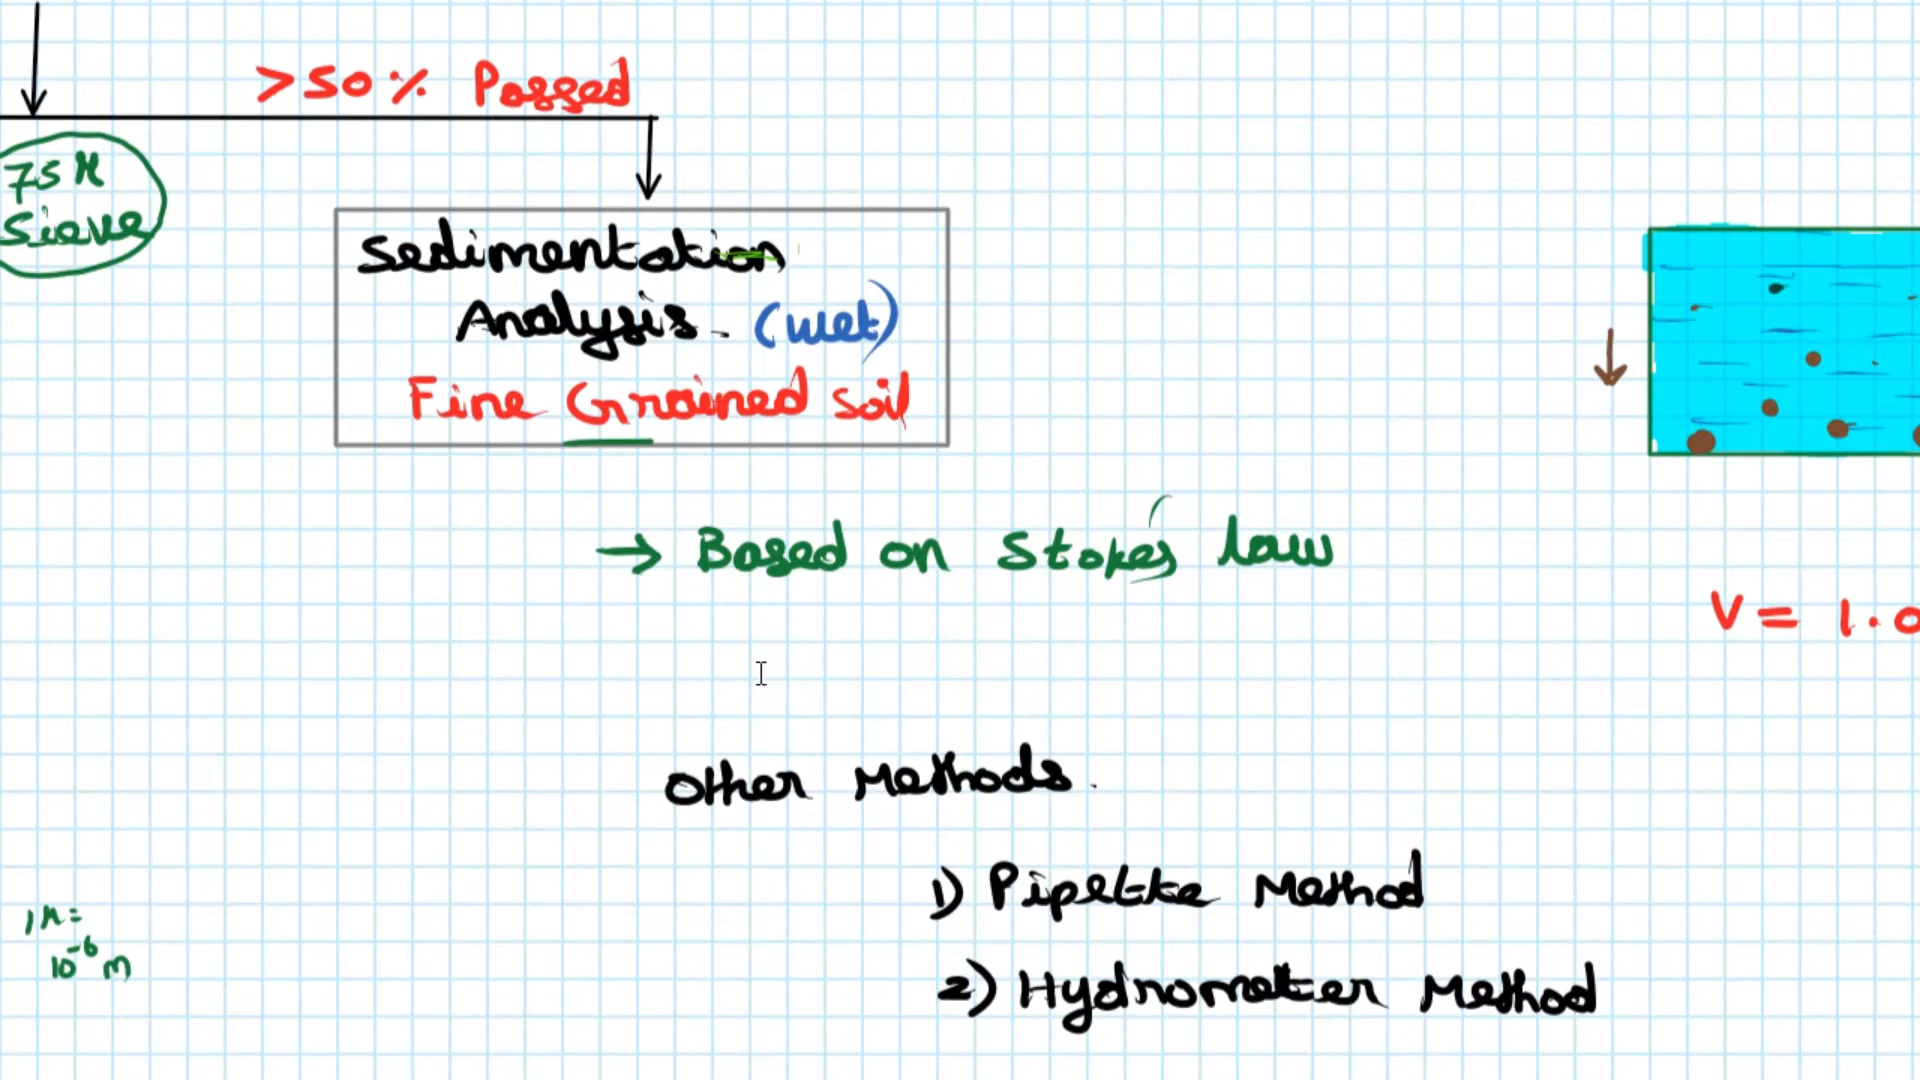 >50% Passed
75 μ
Sieve
Sedimentation
Analysis. (wet)
Fine Grained Soil
→ Based on Stokes' law
V = 1.0
Other Methods.
1) Pipette Method
2) Hydrometer Method
1 μ =
10⁻⁶ m